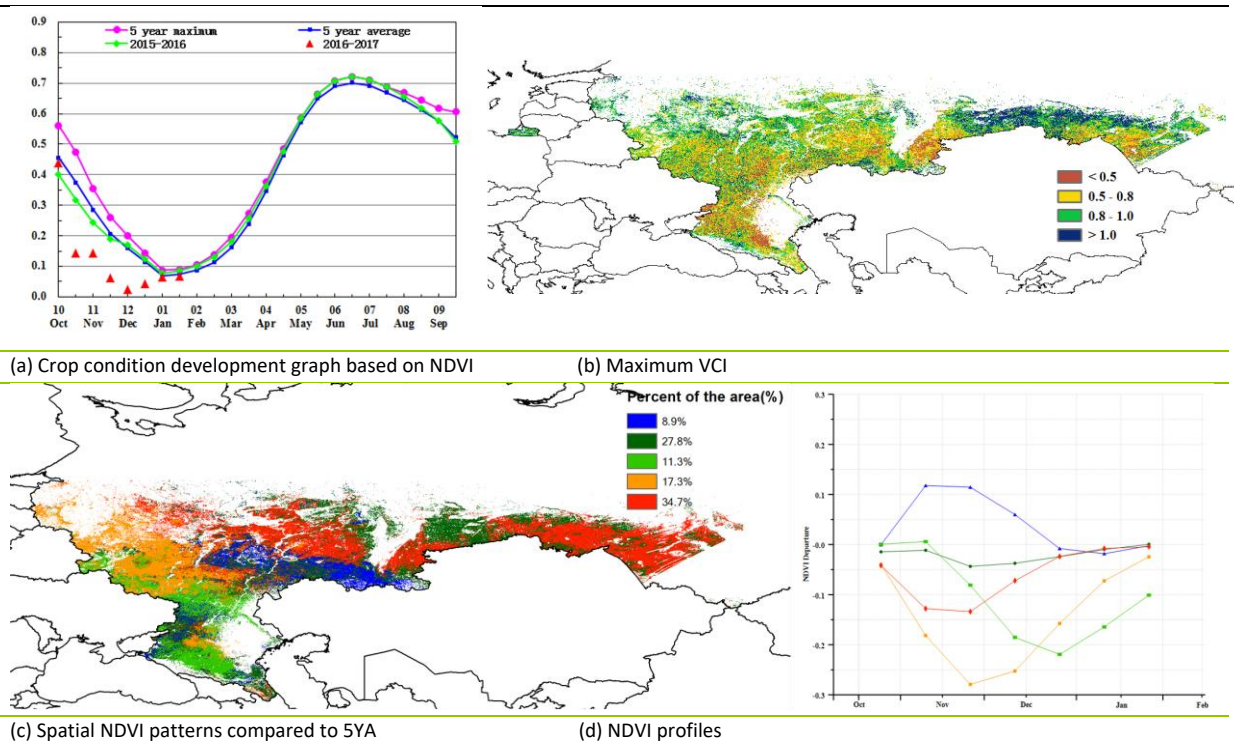 5 year maximum 5 year average
2015-2016 2016-2017
0.9
0.8
0.7
0.6
0.5
0.4
0.3
0.2
0.1
0.0
10 11 12 01 02 03 04 05 06 07 08 09
Oct Nov Dec Jan Feb Mar Apr May Jun Jul Aug Sep
< 0.5
0.5 - 0.8
0.8 - 1.0
> 1.0
(a) Crop condition development graph based on NDVI (b) Maximum VCI
Percent of the area(%)
8.9%
27.8%
11.3%
17.3%
34.7%
0.3
0.2
0.1
-0.0
-0.1
-0.2
-0.3
NDVI Departure
Oct Nov Dec Jan Feb
(c) Spatial NDVI patterns compared to 5YA (d) NDVI profiles